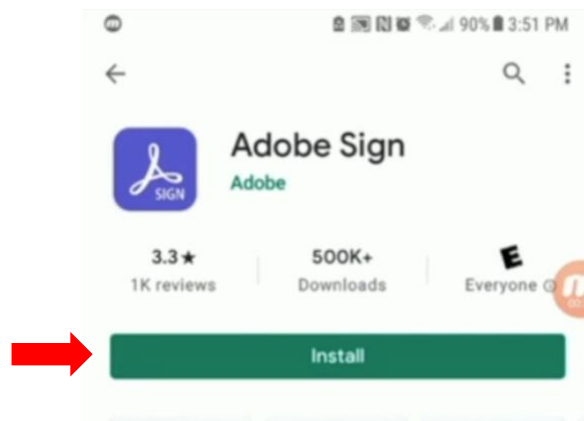 90% 3:51 PM
Adobe Sign
Adobe
SIGN
3.3★ 500K+ E
1K reviews Downloads Everyone
Install